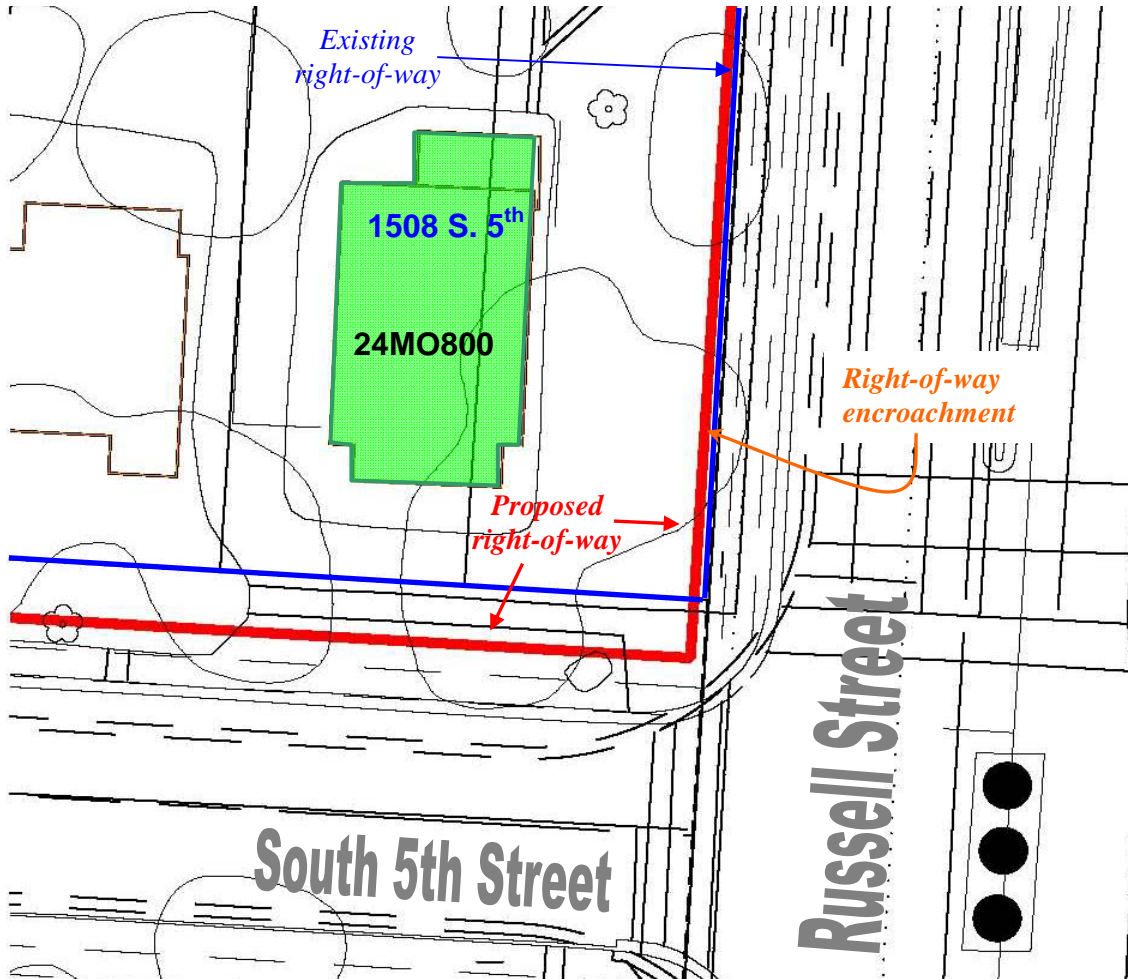 Existing
right-of-way
1508 S. 5th
24MO800
Right-of-way
encroachment
Proposed
right-of-way
South 5th Street
Russell Street